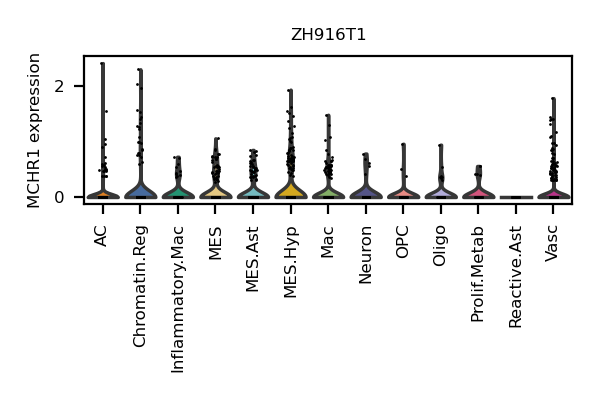 ZH916T1
MCHR1 expression
2
0
AC
Chromatin.Reg
Inflammatory.Mac
MES
MES.Ast
MES.Hyp
Mac
Neuron
OPC
Oligo
Prolif.Metab
Reactive.Ast
Vasc